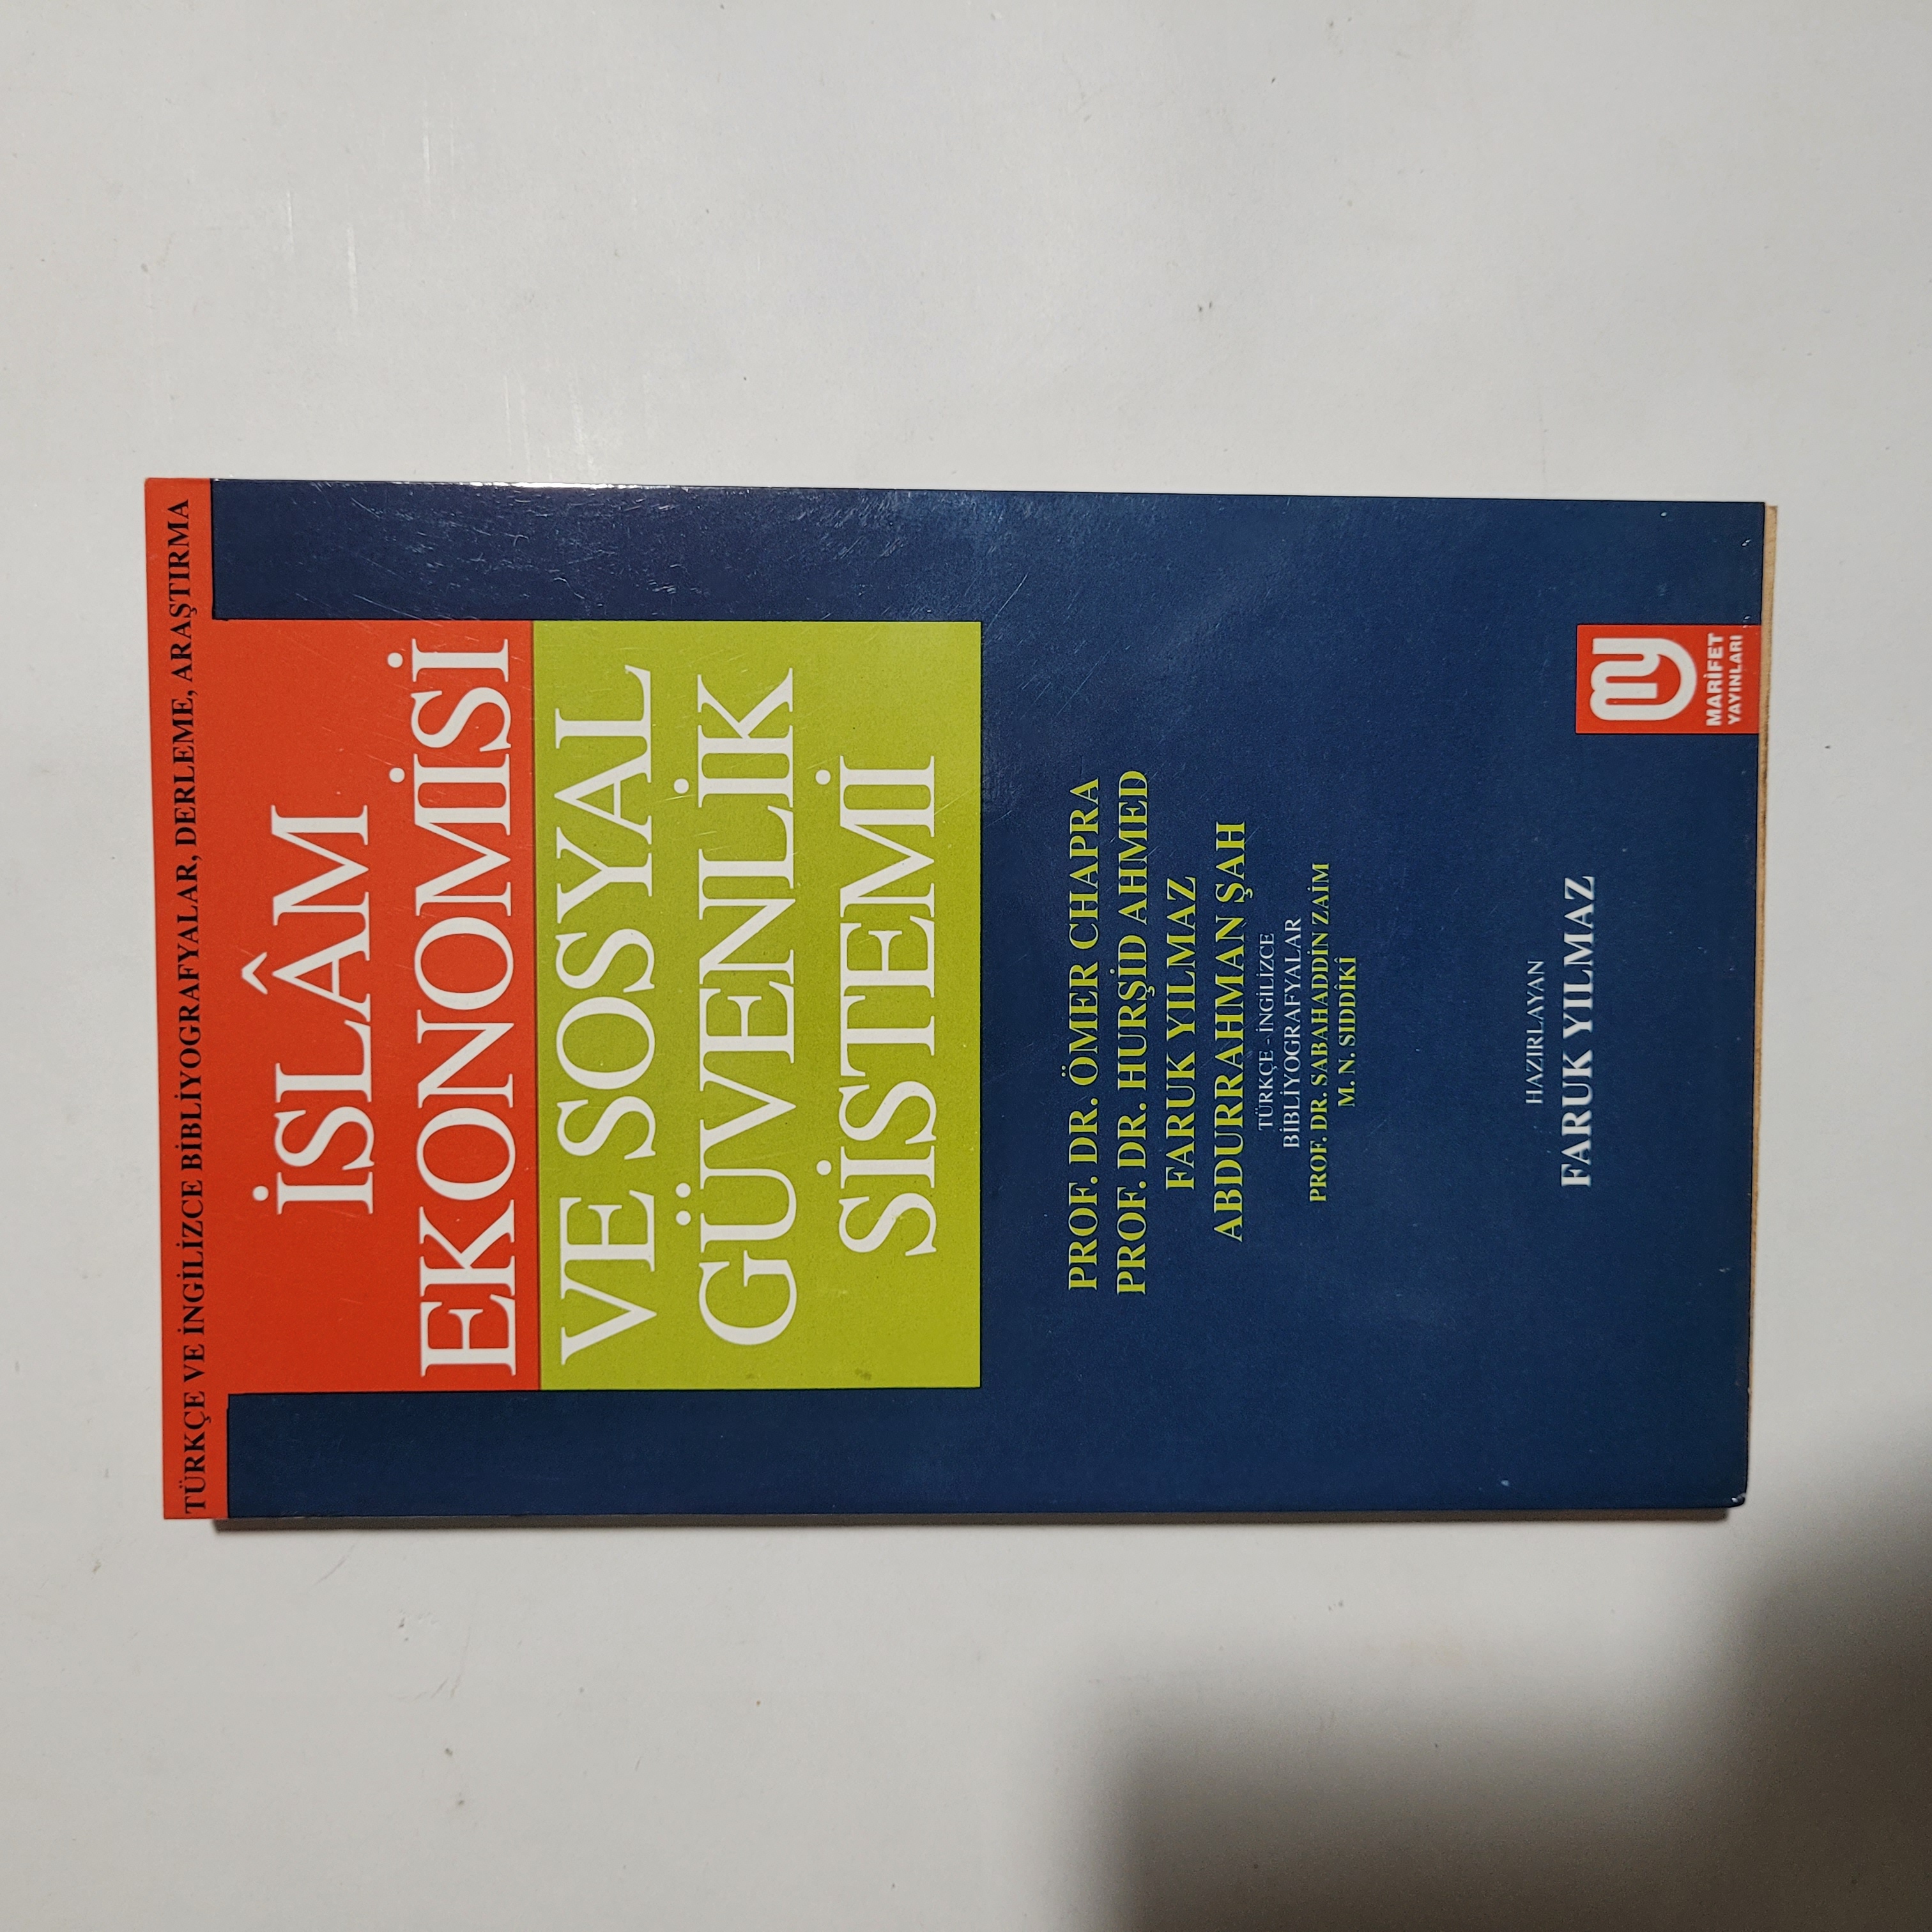 TÜRKÇE VE İNGİLİZCE BİBLİYOGRAFYALAR, DERLEME, ARAŞTIRMA
İSLÂM
EKONOMİSİ
VE SOSYAL
GÜVENLİK
SİSTEMİ
PROF. DR. ÖMER CHAPRA
PROF. DR. HURŞİD AHMED
FARUK YILMAZ
ABDURRAHMAN ŞAH
TÜRKÇE - İNGİLİZCE
BİBLİYOGRAFYALAR
PROF. DR. SABAHADDİN ZAİM
M. N. SIDDÎKÎ
HAZIRLAYAN
FARUK YILMAZ
my
MARİFET
YAYINLARI